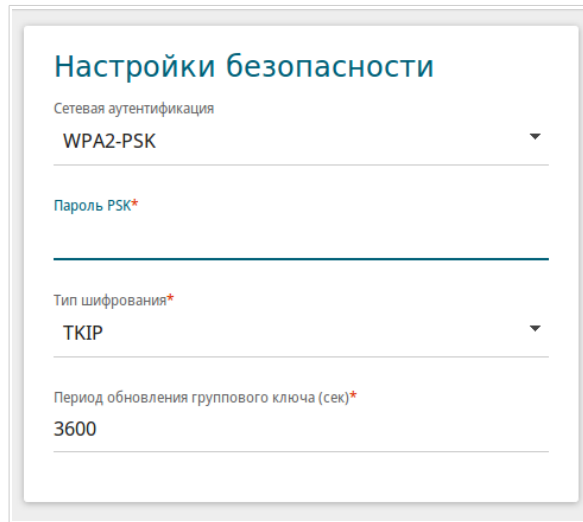 Настройки безопасности
Сетевая аутентификация
WPA2-PSK
Пароль PSK*
Тип шифрования*
TKIP
Период обновления группового ключа (сек)*
3600